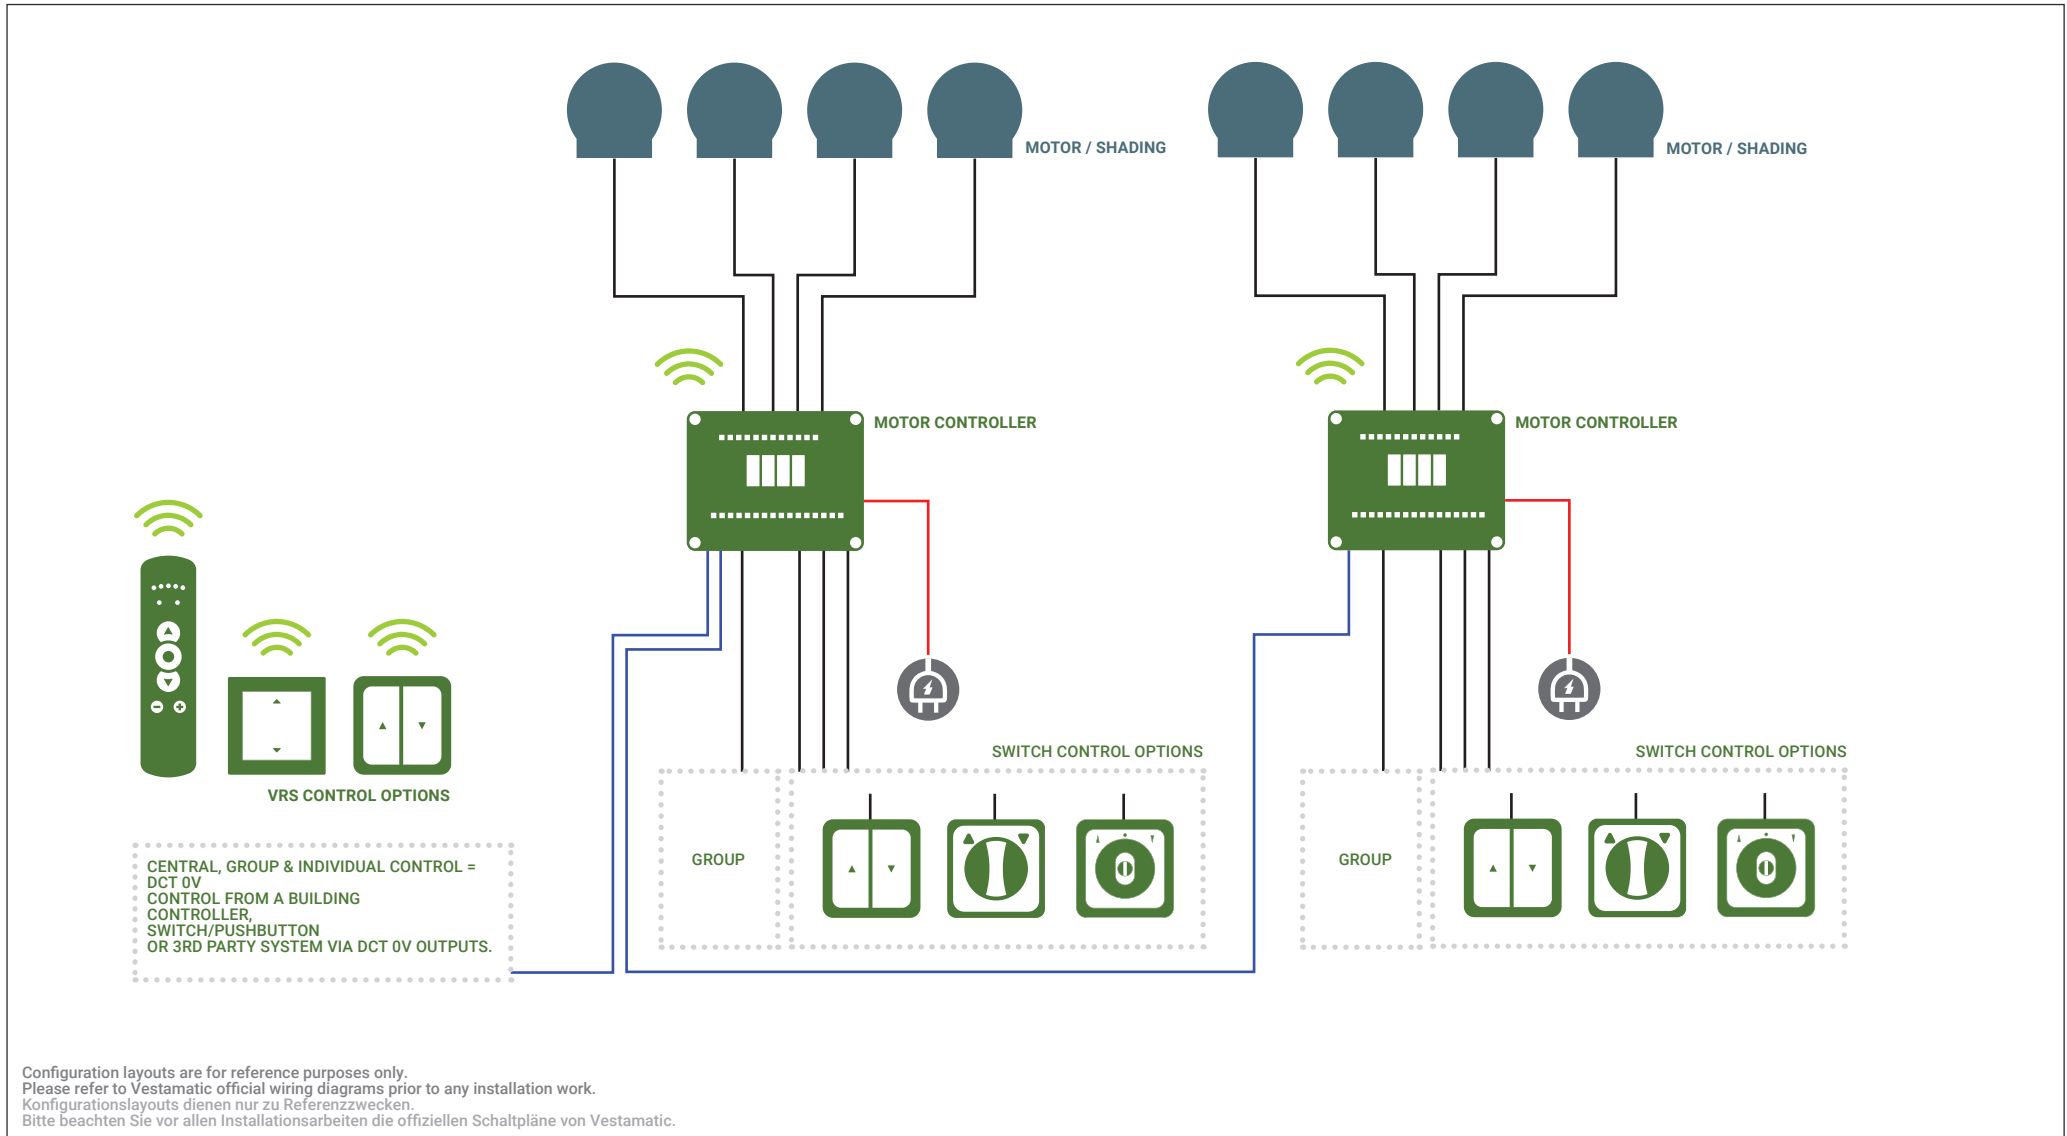 MOTOR / SHADING
MOTOR / SHADING
MOTOR CONTROLLER
MOTOR CONTROLLER
SWITCH CONTROL OPTIONS
SWITCH CONTROL OPTIONS
VRS CONTROL OPTIONS
GROUP
GROUP
CENTRAL, GROUP & INDIVIDUAL CONTROL =
DCT 0V
CONTROL FROM A BUILDING
CONTROLLER,
SWITCH/PUSHBUTTON
OR 3RD PARTY SYSTEM VIA DCT 0V OUTPUTS.
Configuration layouts are for reference purposes only.
Please refer to Vestamatic official wiring diagrams prior to any installation work.
Konfigurationslayouts dienen nur zu Referenzzwecken.
Bitte beachten Sie vor allen Installationsarbeiten die offiziellen Schaltpläne von Vestamatic.